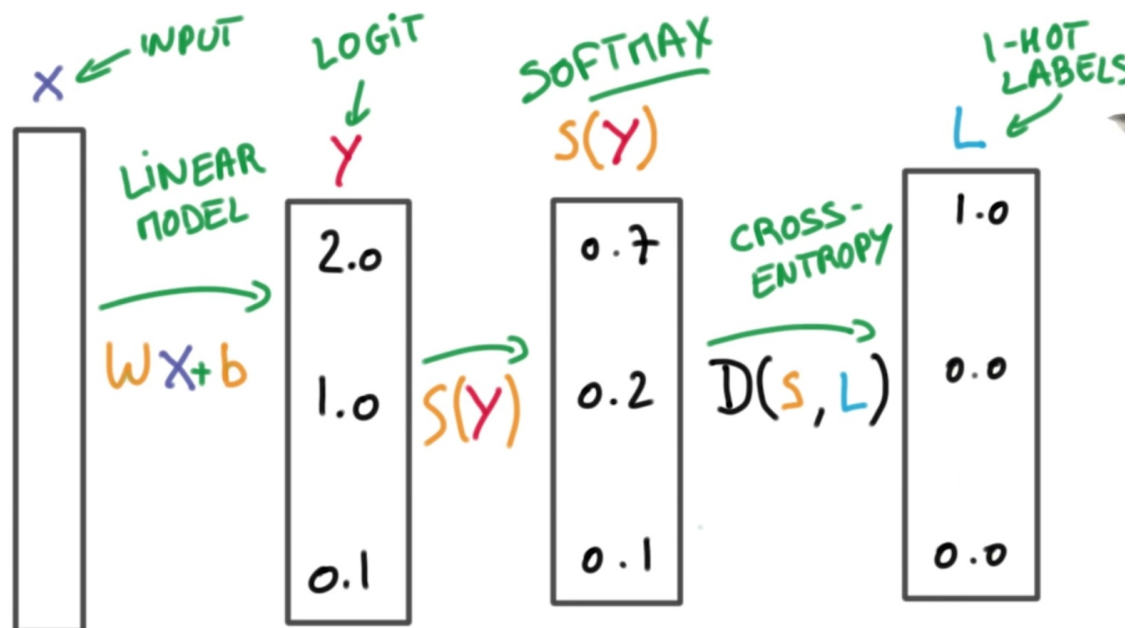 X
INPUT
LINEAR
MODEL
WX+b
LOGIT
Y
2.0
1.0
0.1
S(Y)
SOFTMAX
S(Y)
0.7
0.2
0.1
CROSS-
ENTROPY
D(S, L)
1-HOT
LABELS
L
1.0
0.0
0.0